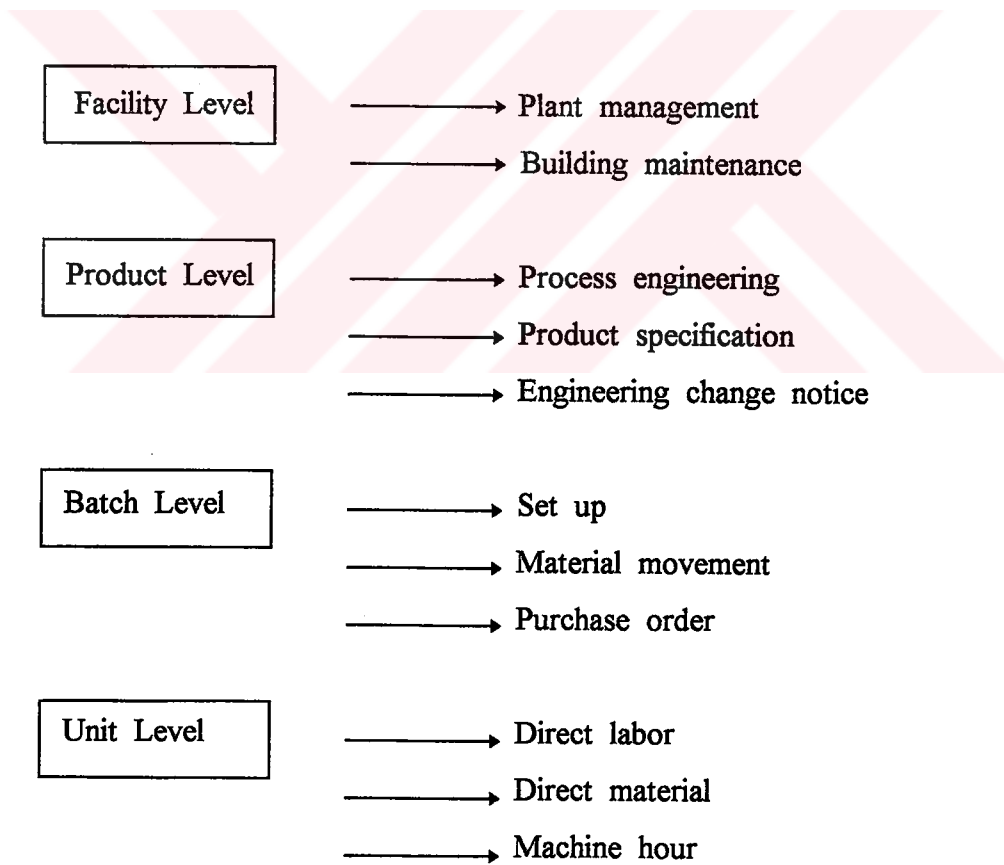 Facility Level
Plant management
Building maintenance
Product Level
Process engineering
Product specification
Engineering change notice
Batch Level
Set up
Material movement
Purchase order
Unit Level
Direct labor
Direct material
Machine hour